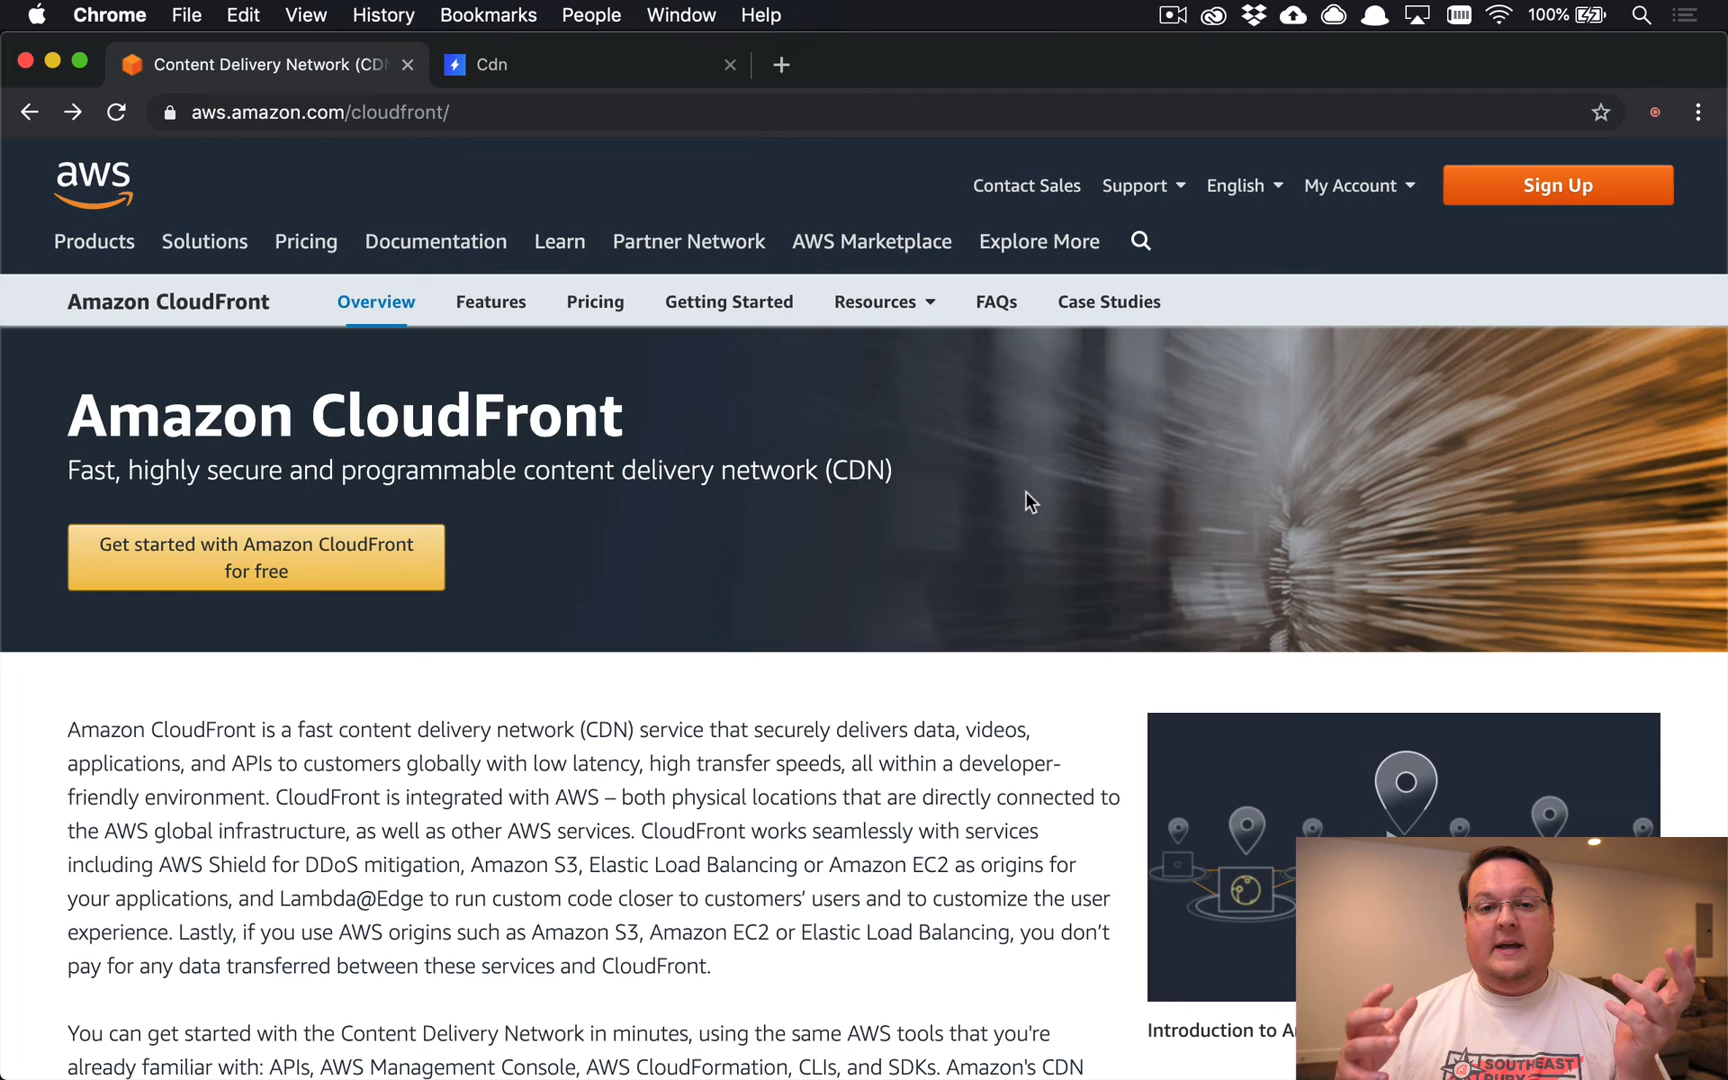 Chrome File Edit View History Bookmarks People Window Help 100%
Content Delivery Network (CDN Cdn
aws.amazon.com/cloudfront/
aws
Contact Sales Support English My Account Sign Up
Products Solutions Pricing Documentation Learn Partner Network AWS Marketplace Explore More
Amazon CloudFront Overview Features Pricing Getting Started Resources FAQs Case Studies
Amazon CloudFront
Fast, highly secure and programmable content delivery network (CDN)
Get started with Amazon CloudFront
for free
Amazon CloudFront is a fast content delivery network (CDN) service that securely delivers data, videos,
applications, and APIs to customers globally with low latency, high transfer speeds, all within a developer-
friendly environment. CloudFront is integrated with AWS – both physical locations that are directly connected to
the AWS global infrastructure, as well as other AWS services. CloudFront works seamlessly with services
including AWS Shield for DDoS mitigation, Amazon S3, Elastic Load Balancing or Amazon EC2 as origins for
your applications, and Lambda@Edge to run custom code closer to customers’ users and to customize the user
experience. Lastly, if you use AWS origins such as Amazon S3, Amazon EC2 or Elastic Load Balancing, you don’t
pay for any data transferred between these services and CloudFront.
You can get started with the Content Delivery Network in minutes, using the same AWS tools that you're
already familiar with: APIs, AWS Management Console, AWS CloudFormation, CLIs, and SDKs. Amazon's CDN
Introduction to
SOUTHEAST
RUBY